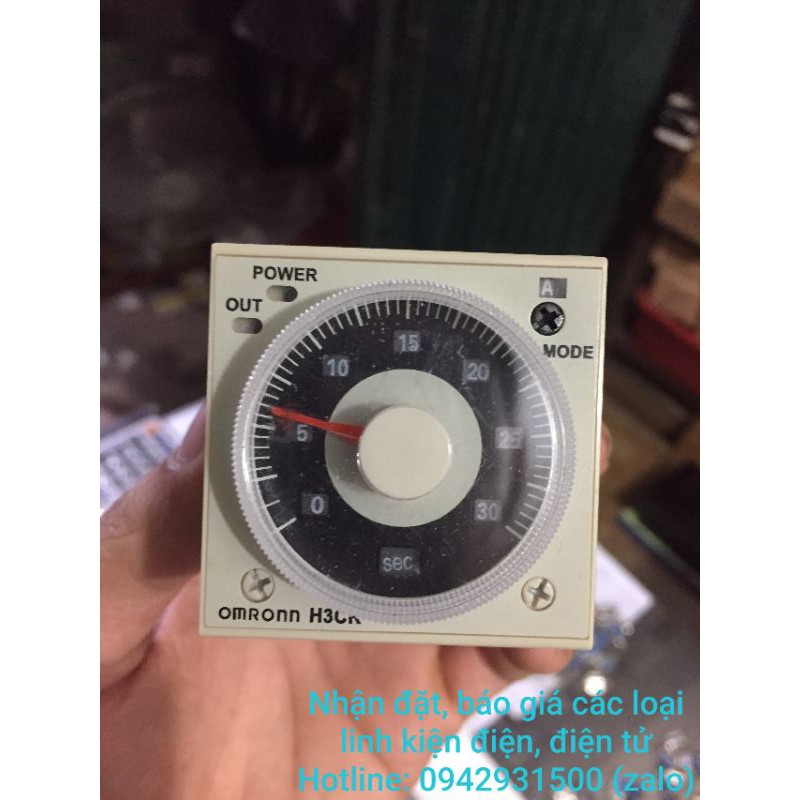 POWER
A
OUT
MODE
15
10
20
5
25
0
30
sec
omronn H3CR
Nhận đặt, báo giá các loại
linh kiện điện, điện tử
Hotline: 0942931500 (zalo)